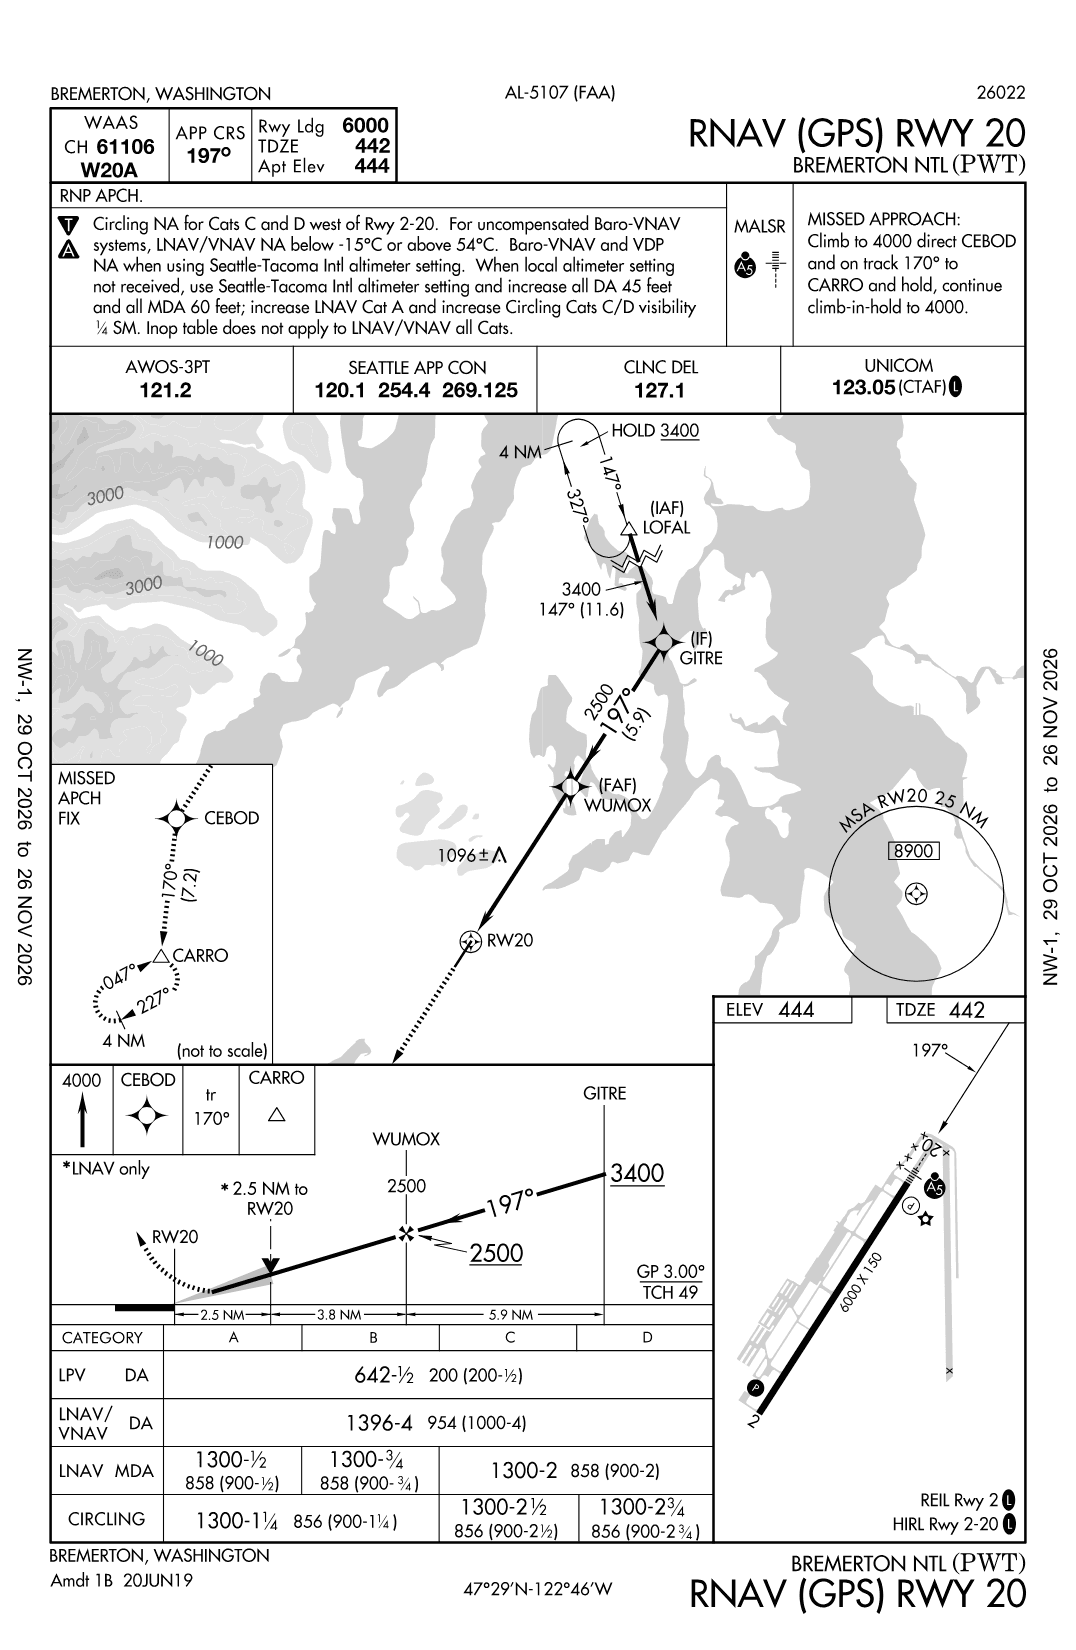 BREMERTON, WASHINGTON
AL-5107 (FAA)
26022
WAAS
CH 61106
W20A
APP CRS
197°
Rwy Ldg 6000
TDZE 442
Apt Elev 444
RNAV (GPS) RWY 20
BREMERTON NTL (PWT)
RNP APCH.
T
A
Circling NA for Cats C and D west of Rwy 2-20. For uncompensated Baro-VNAV
systems, LNAV/VNAV NA below -15°C or above 54°C. Baro-VNAV and VDP
NA when using Seattle-Tacoma Intl altimeter setting. When local altimeter setting
not received, use Seattle-Tacoma Intl altimeter setting and increase all DA 45 feet
and all MDA 60 feet; increase LNAV Cat A and increase Circling Cats C/D visibility
¼ SM. Inop table does not apply to LNAV/VNAV all Cats.
MALSR
A5
MISSED APPROACH:
Climb to 4000 direct CEBOD
and on track 170° to
CARRO and hold, continue
climb-in-hold to 4000.
AWOS-3PT
121.2
SEATTLE APP CON
120.1 254.4 269.125
CLNC DEL
127.1
UNICOM
123.05 (CTAF) L
HOLD 3400
4 NM
147°
327°
(IAF)
LOFAL
3400
147° (11.6)
(IF)
GITRE
2500
197°
(5.9)
(FAF)
WUMOX
1096±
RW20
3000
1000
3000
1000
MISSED
APCH
FIX
CEBOD
170°
(7.2)
CARRO
047°
227°
4 NM
(not to scale)
MSA RW20 25 NM
8900
NW-1, 29 OCT 2026 to 26 NOV 2026
NW-1, 29 OCT 2026 to 26 NOV 2026
ELEV 444
TDZE 442
197°
20
A5
P
6000 X 150
P
2
REIL Rwy 2 L
HIRL Rwy 2-20 L
4000
CEBOD
tr
170°
CARRO
*LNAV only
GITRE
WUMOX
2500
* 2.5 NM to
RW20
RW20
3400
197°
2500
GP 3.00°
TCH 49
2.5 NM
3.8 NM
5.9 NM
CATEGORY A B C D
LPV DA 642-½ 200 (200-½)
LNAV/
VNAV DA 1396-4 954 (1000-4)
LNAV MDA
1300-½
858 (900-½)
1300-¾
858 (900-¾)
1300-2 858 (900-2)
CIRCLING
1300-1¼ 856 (900-1¼)
1300-2½
856 (900-2½)
1300-2¾
856 (900-2¾)
BREMERTON, WASHINGTON
Amdt 1B 20JUN19
47°29'N-122°46'W
BREMERTON NTL (PWT)
RNAV (GPS) RWY 20